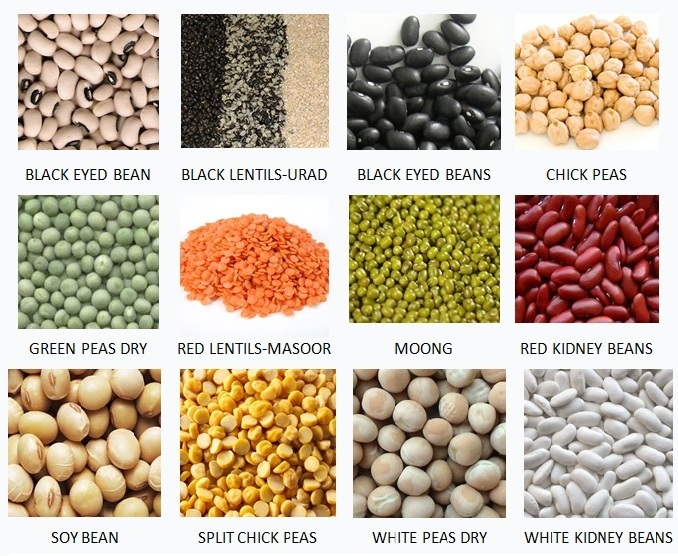 BLACK EYED BEAN
BLACK LENTILS-URAD
BLACK EYED BEANS
CHICK PEAS
GREEN PEAS DRY
RED LENTILS-MASOOR
MOONG
RED KIDNEY BEANS
SOY BEAN
SPLIT CHICK PEAS
WHITE PEAS DRY
WHITE KIDNEY BEANS